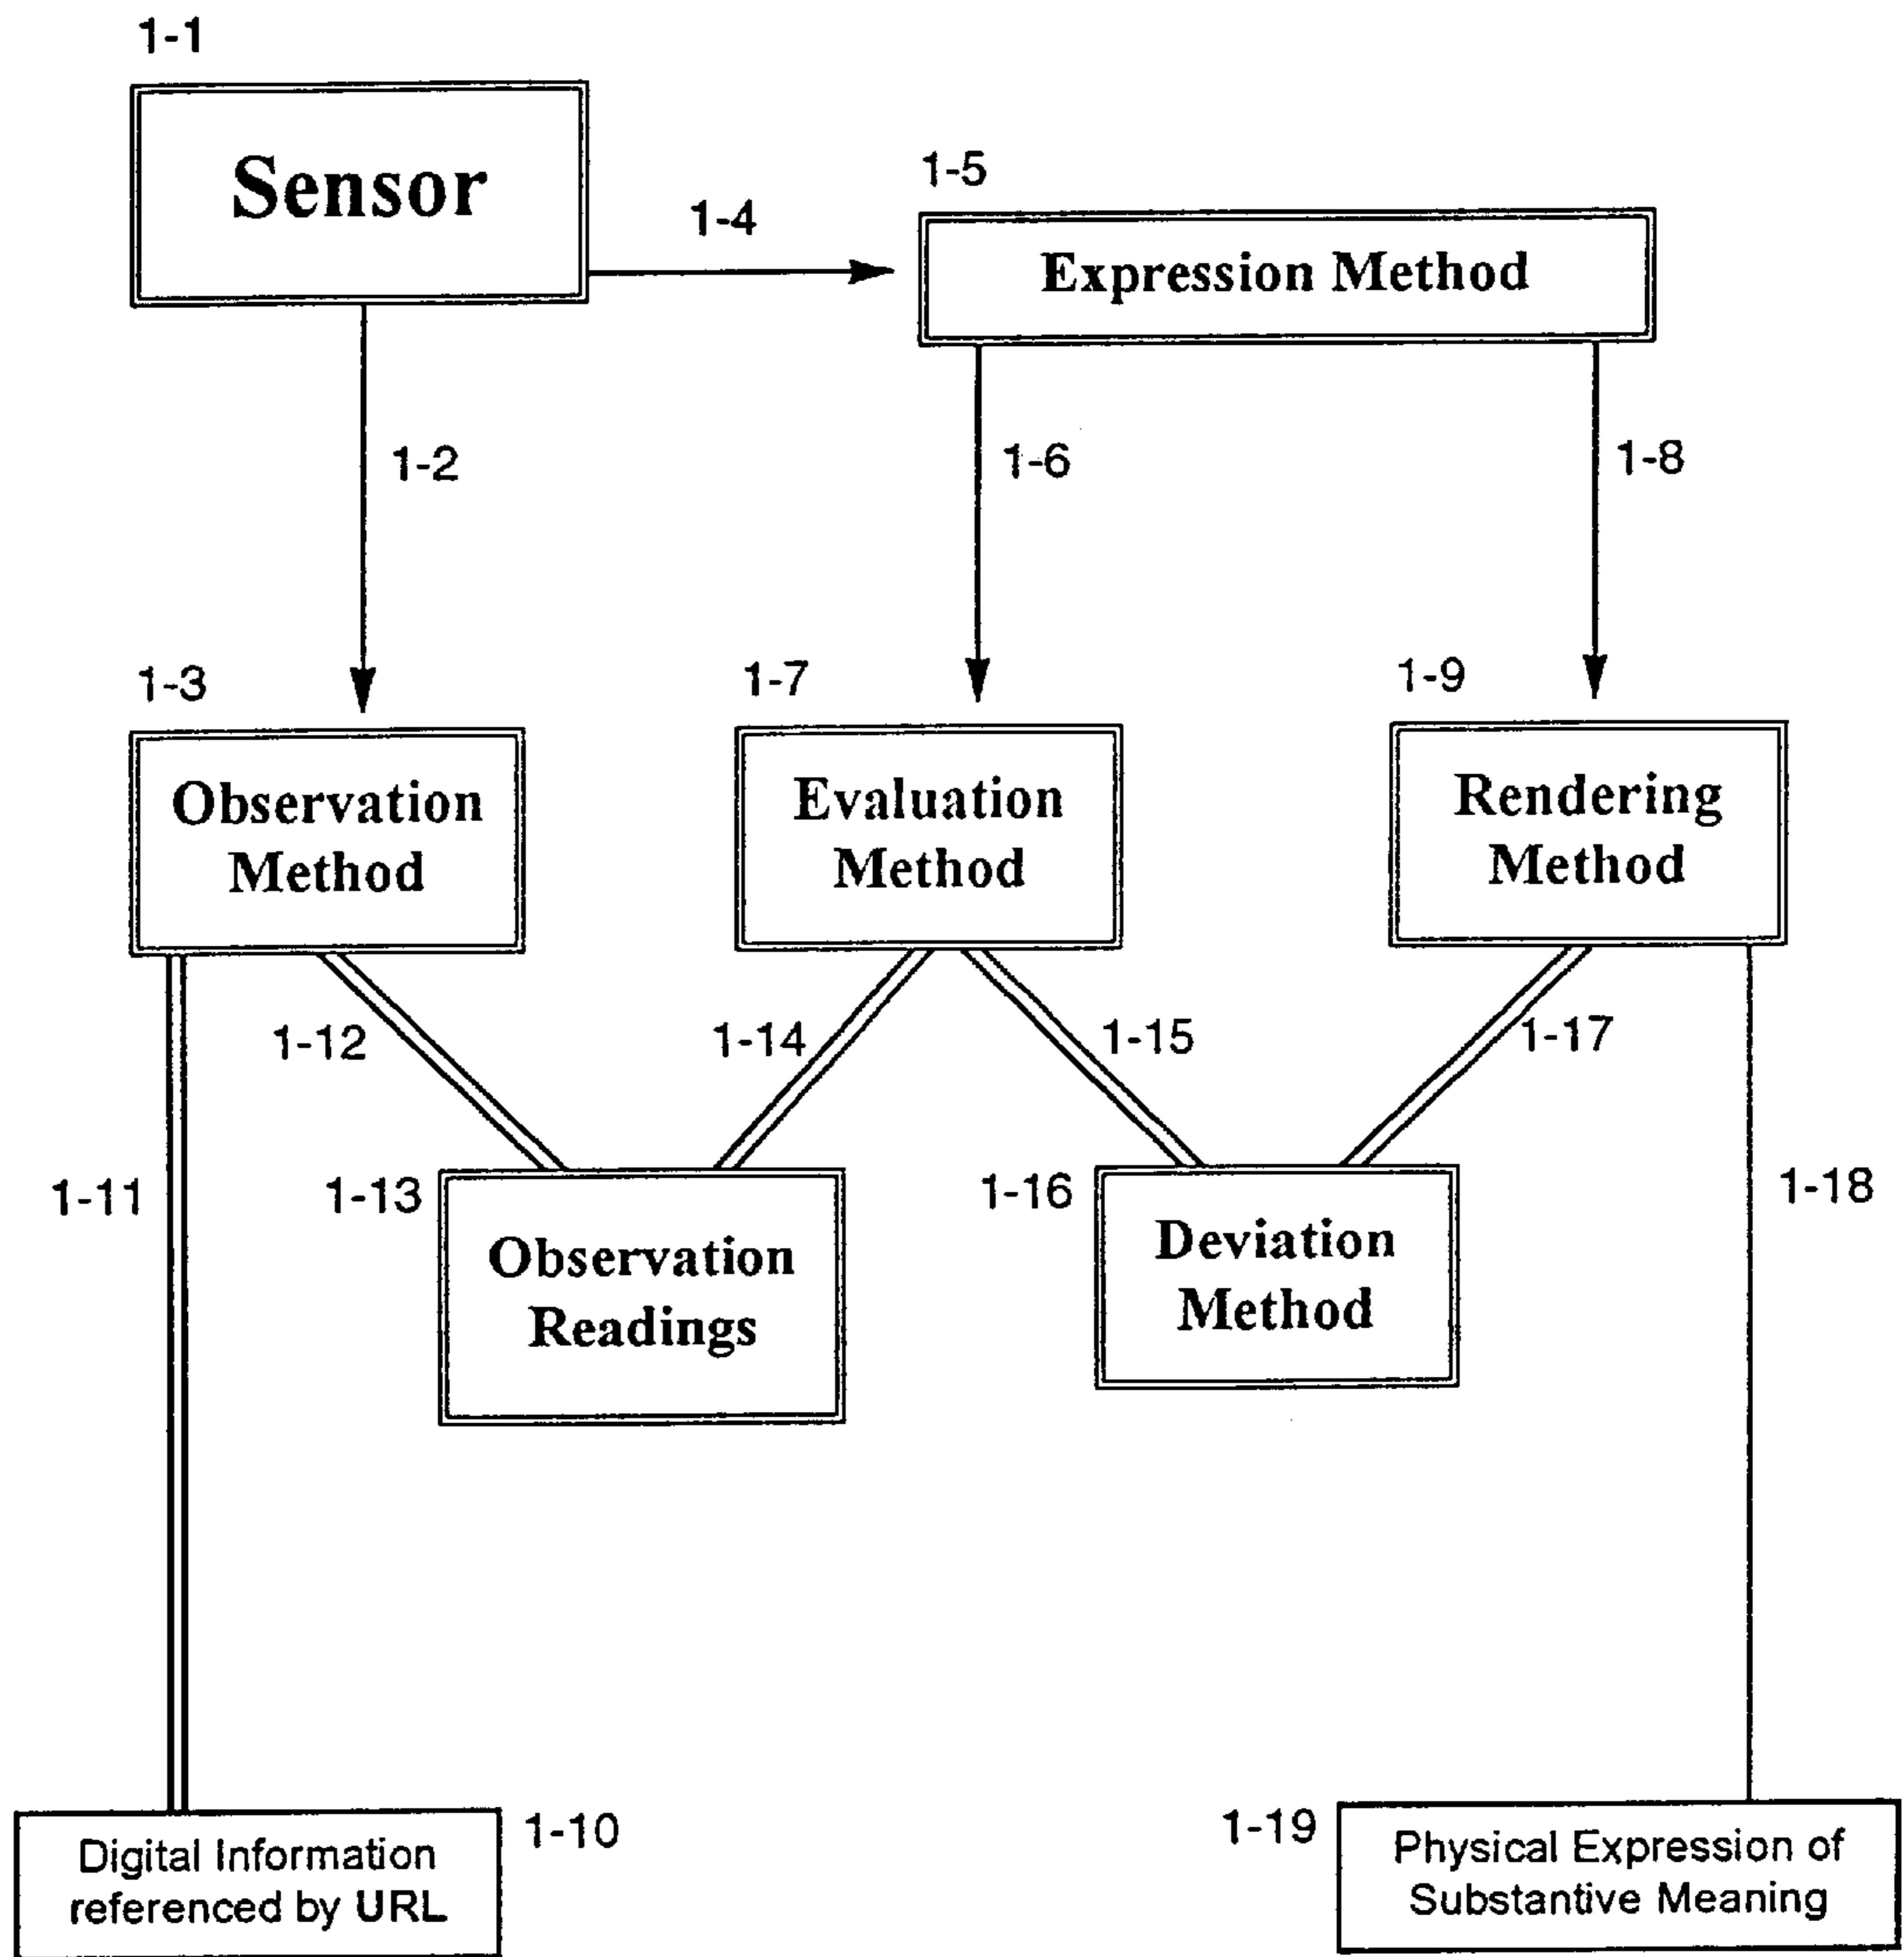 1-1
Sensor
1-4
1-5
Expression Method
1-2
1-6
1-8
1-3
Observation
Method
1-7
Evaluation
Method
1-9
Rendering
Method
1-12
1-14
1-15
1-17
1-11
1-13
Observation
Readings
1-16
Deviation
Method
1-18
Digital Information
referenced by URL
1-10
1-19
Physical Expression of
Substantive Meaning